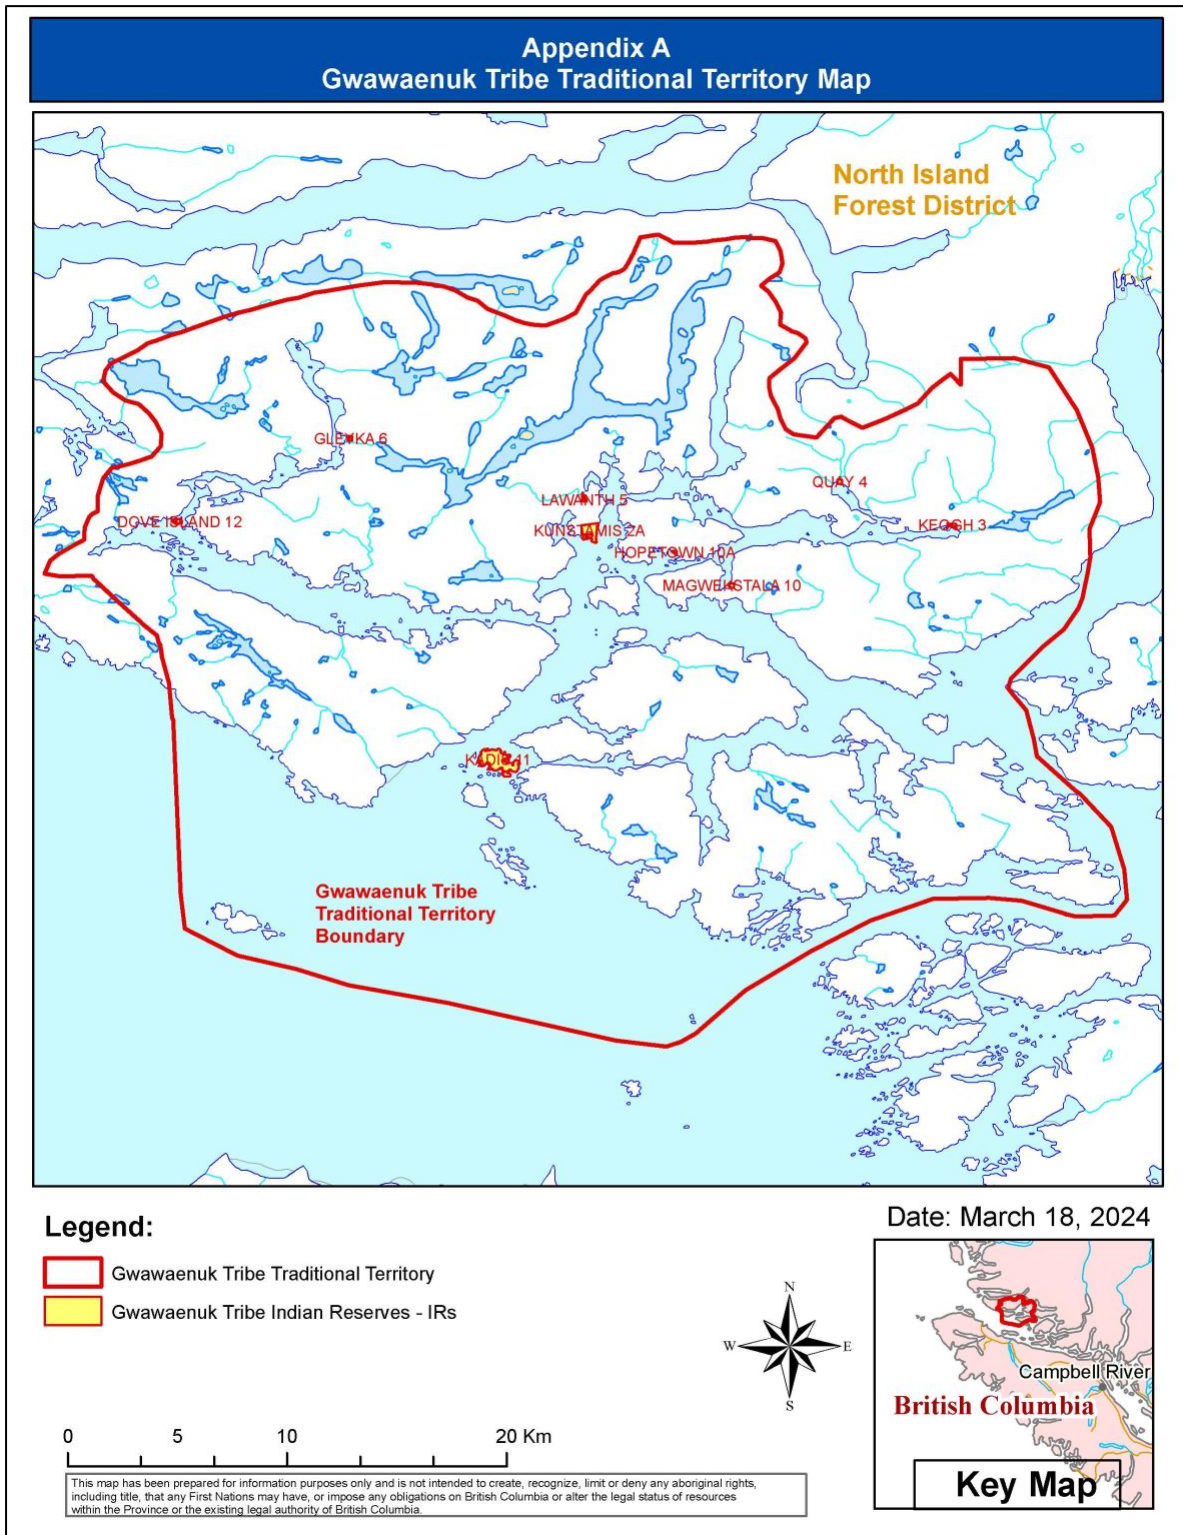 Appendix A
Gwawaenuk Tribe Traditional Territory Map
North Island
Forest District
GLEYKA 6
QUAY 4
LAWANTH 5
DOVE ISLAND 12
KEOGH 3
KUNSTAMIS 2A
HOPETOWN 10A
MAGWEKSTALA 10
11
Gwawaenuk Tribe
Traditional Territory
Boundary
Legend:
Date: March 18, 2024
Gwawaenuk Tribe Traditional Territory
Gwawaenuk Tribe Indian Reserves - IRs
N
W
E
S
Campbell River
British Columbia
Key Map
0 5 10 20 Km
This map has been prepared for information purposes only and is not intended to create, recognize, limit or deny any aboriginal rights,
including title, that any First Nations may have, or impose any obligations on British Columbia or alter the legal status of resources
within the Province or the existing legal authority of British Columbia.